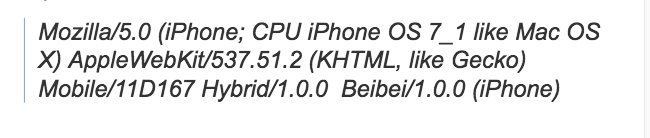 Mozilla/5.0 (iPhone; CPU iPhone OS 7_1 like Mac OS
X) AppleWebKit/537.51.2 (KHTML, like Gecko)
Mobile/11D167 Hybrid/1.0.0  Beibei/1.0.0 (iPhone)